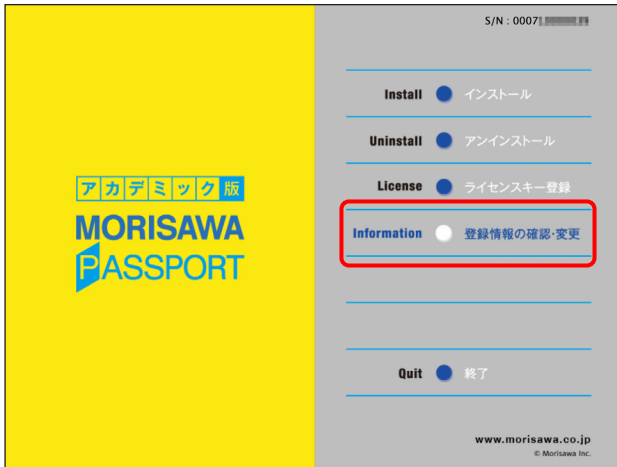 S/N : 0007
Install インストール
Uninstall アンインストール
アカデミック版
License ライセンスキー登録
MORISAWA
PASSPORT
Information 登録情報の確認・変更
Quit 終了
www.morisawa.co.jp
© Morisawa Inc.